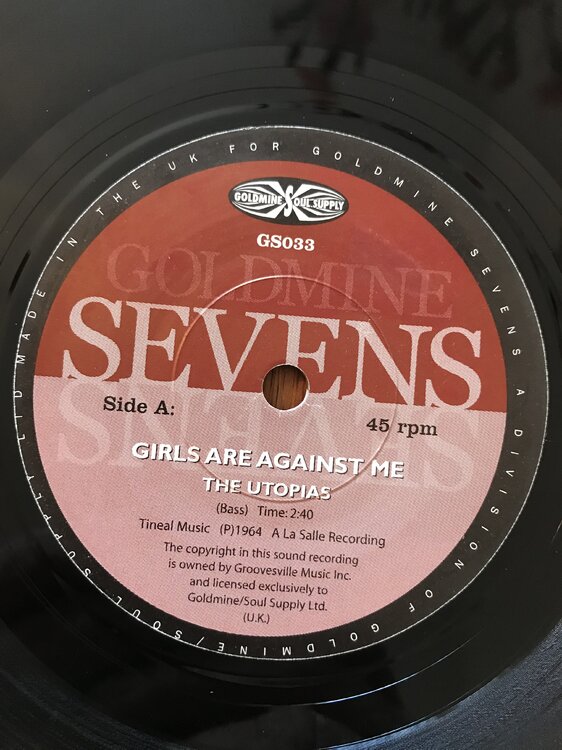 GOLDMINE SOUL SUPPLY
GS033
GOLDMINE
SEVENS
SEVENS
Side A:
45 rpm
GIRLS ARE AGAINST ME
THE UTOPIAS
(Bass) Time: 2:40
Tineal Music (P)1964 A La Salle Recording
The copyright in this sound recording
is owned by Groovesville Music Inc.
and licensed exclusively to
Goldmine/Soul Supply Ltd.
(U.K.)
MADE IN THE UK FOR GOLDMINE SEVENS A DIVISION OF GOLDMINE/SOUL SUPPLY LTD